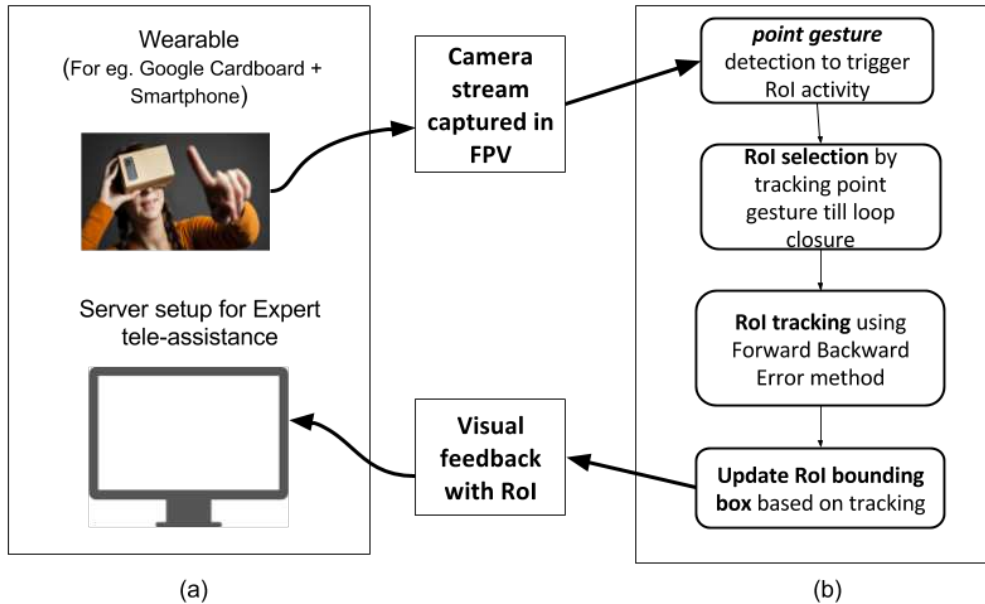 Wearable
(For eg. Google Cardboard +
Smartphone)
Server setup for Expert
tele-assistance
Camera
stream
captured in
FPV
Visual
feedback
with RoI
point gesture
detection to trigger
RoI activity
RoI selection by
tracking point
gesture till loop
closure
RoI tracking using
Forward Backward
Error method
Update RoI bounding
box based on tracking
(a)
(b)